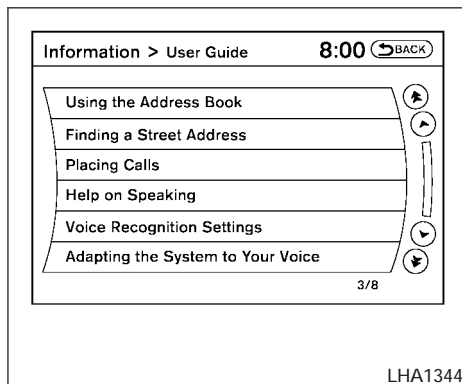 Information > User Guide 8:00 BACK
Using the Address Book
Finding a Street Address
Placing Calls
Help on Speaking
Voice Recognition Settings
Adapting the System to Your Voice
3/8
LHA1344